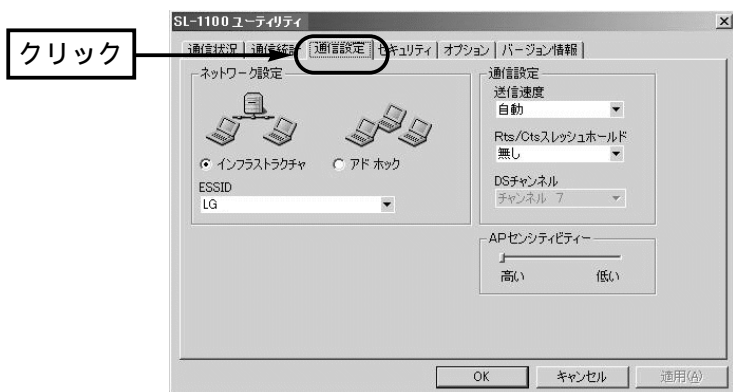 SL-1100 ユーティリティ
クリック
通信状況 通信統計 通信設定 セキュリティ オプション バージョン情報
ネットワーク設定
インフラストラクチャ アド ホック
ESSID
LG
通信設定
送信速度
自動
Rts/Ctsスレッシュホールド
無し
DSチャンネル
チャンネル 7
APセンシティビティー
高い 低い
OK キャンセル 適用(A)